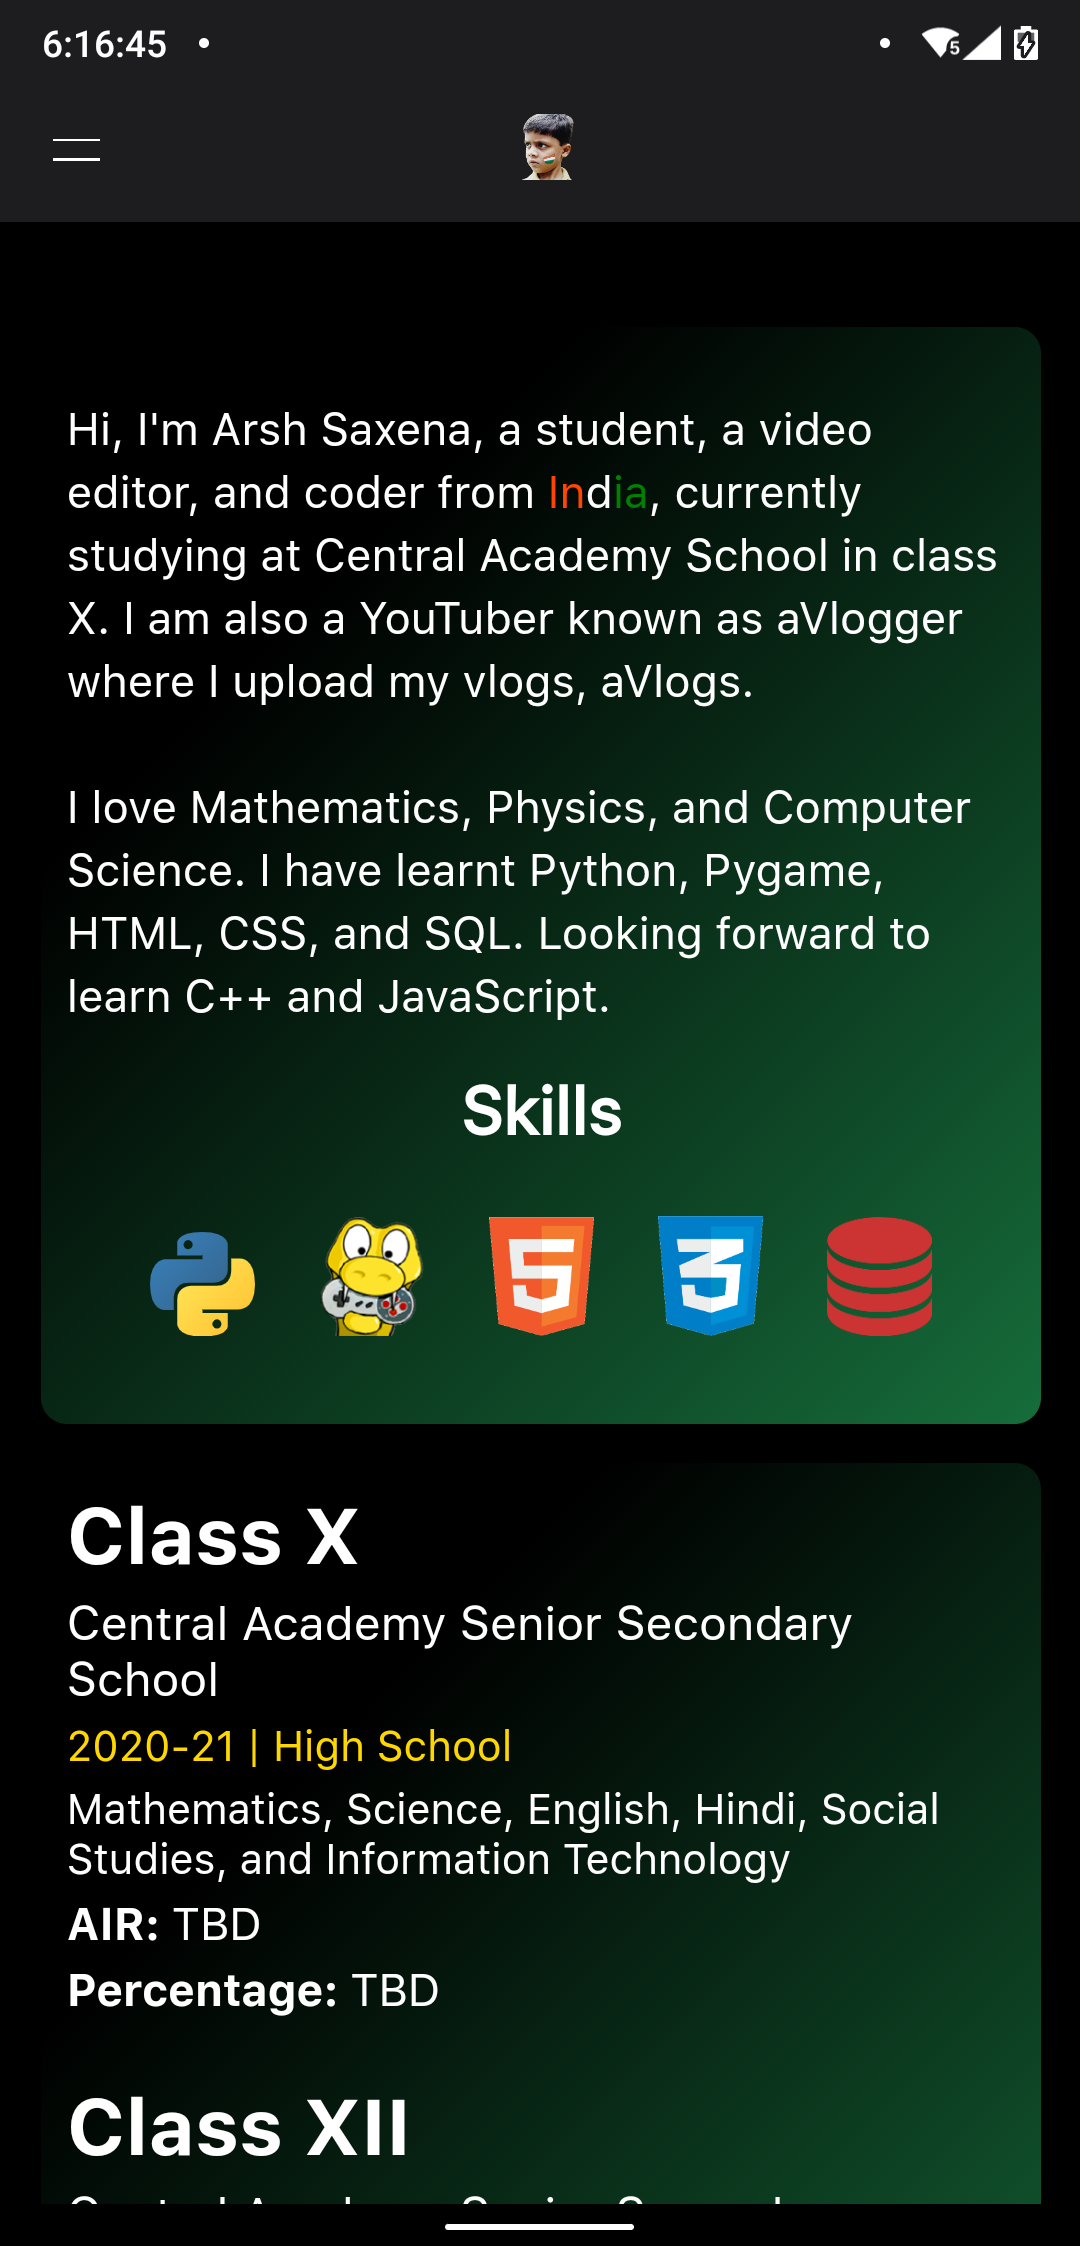 6:16:45
5
Hi, I'm Arsh Saxena, a student, a video
editor, and coder from India, currently
studying at Central Academy School in class
X. I am also a YouTuber known as aVlogger
where I upload my vlogs, aVlogs.
I love Mathematics, Physics, and Computer
Science. I have learnt Python, Pygame,
HTML, CSS, and SQL. Looking forward to
learn C++ and JavaScript.
Skills
5 3
Class X
Central Academy Senior Secondary
School
2020-21 | High School
Mathematics, Science, English, Hindi, Social
Studies, and Information Technology
AIR: TBD
Percentage: TBD
Class XII